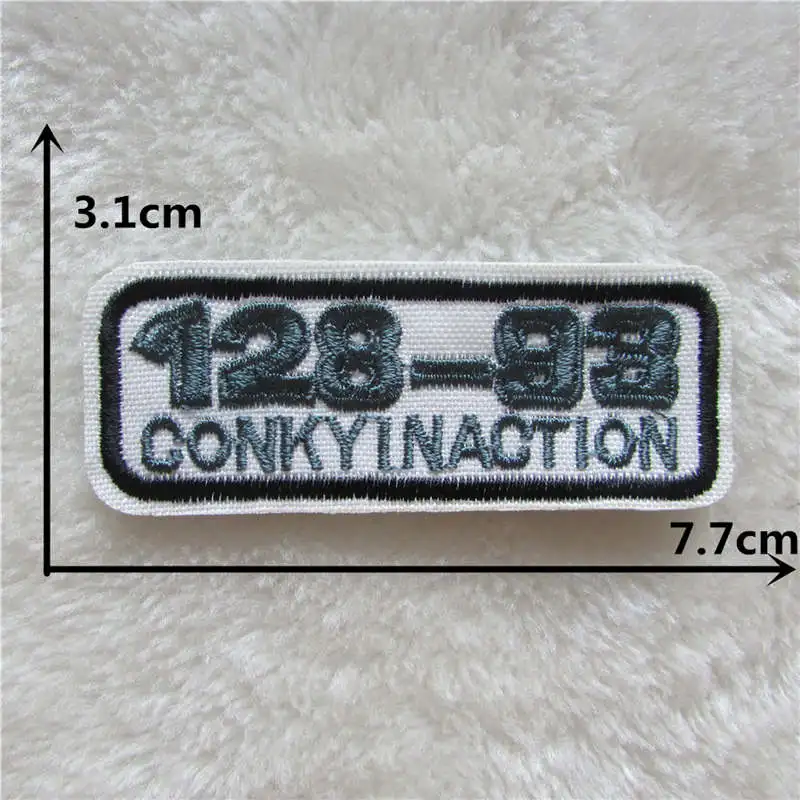 3.1cm
128-93
CONKYINACTION
7.7cm